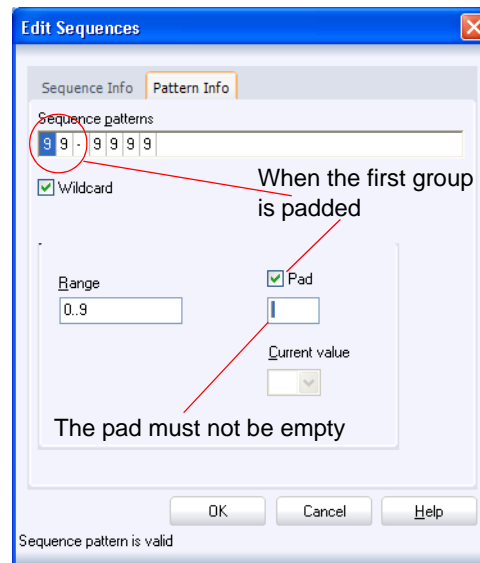 Edit Sequences
Sequence Info Pattern Info
Sequence patterns
9 9 - 9 9 9 9
Wildcard
When the first group
is padded
Range
Pad
0..9
Current value
The pad must not be empty
OK Cancel Help
Sequence pattern is valid